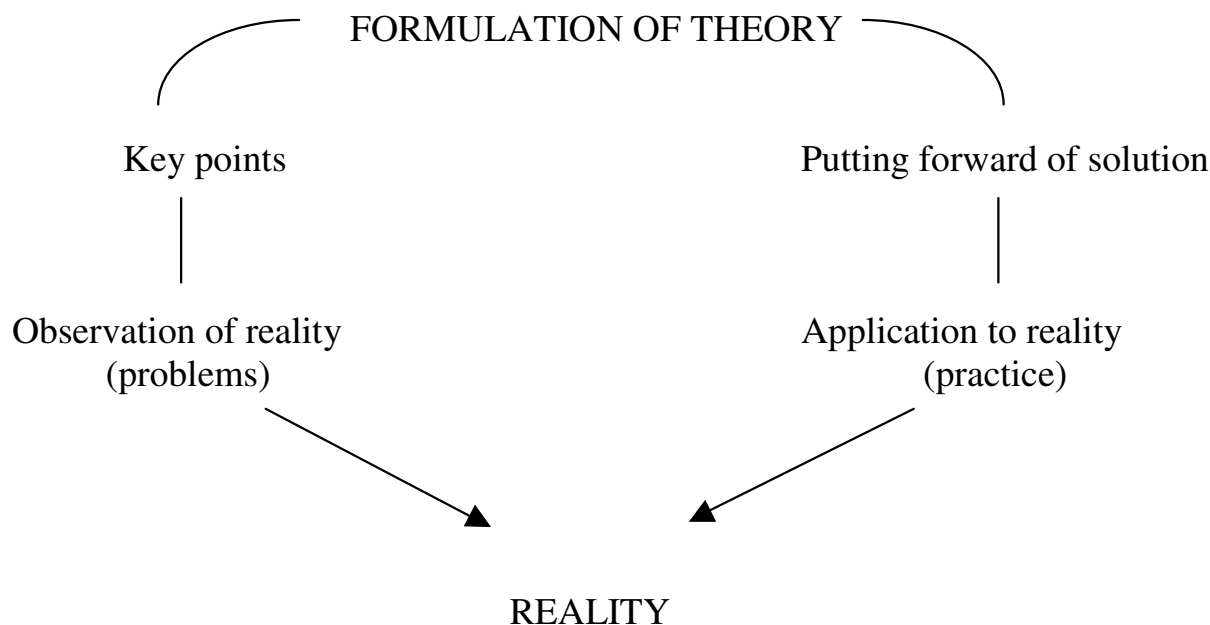 FORMULATION OF THEORY
Key points
Putting forward of solution
Observation of reality
(problems)
Application to reality
(practice)
REALITY